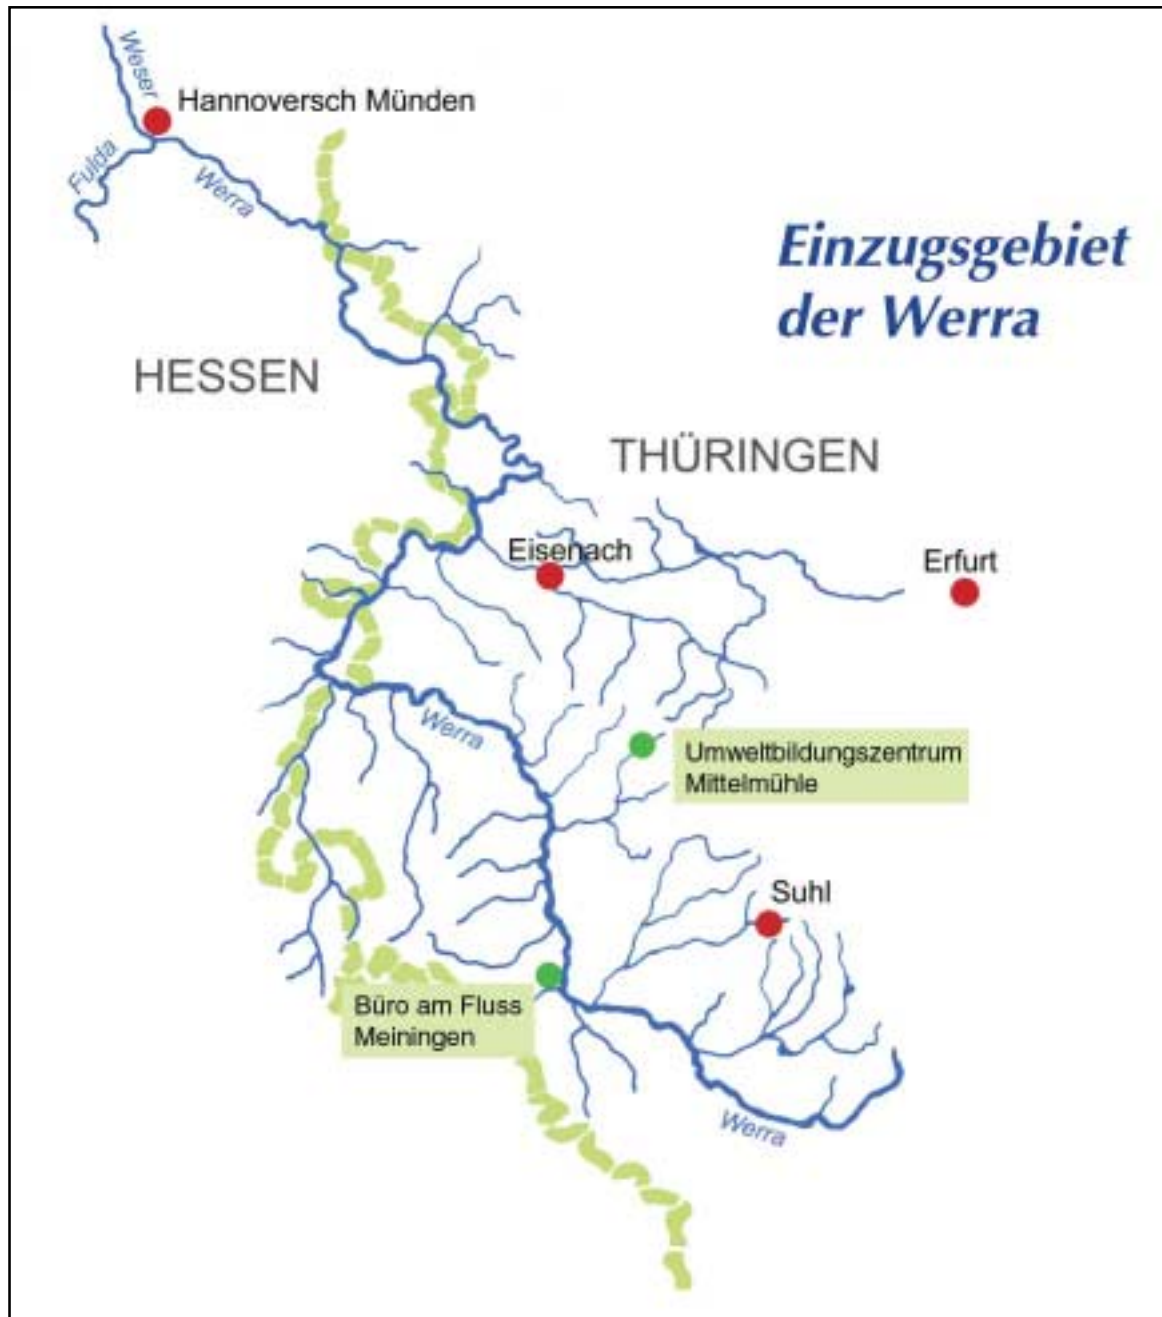 Weser
Hannoversch Münden
Fulda
Werra
Einzugsgebiet
der Werra
HESSEN
THÜRINGEN
Eisenach
Erfurt
Werra
Umweltbildungszentrum
Mittelmühle
Suhl
Büro am Fluss
Meiningen
Werra